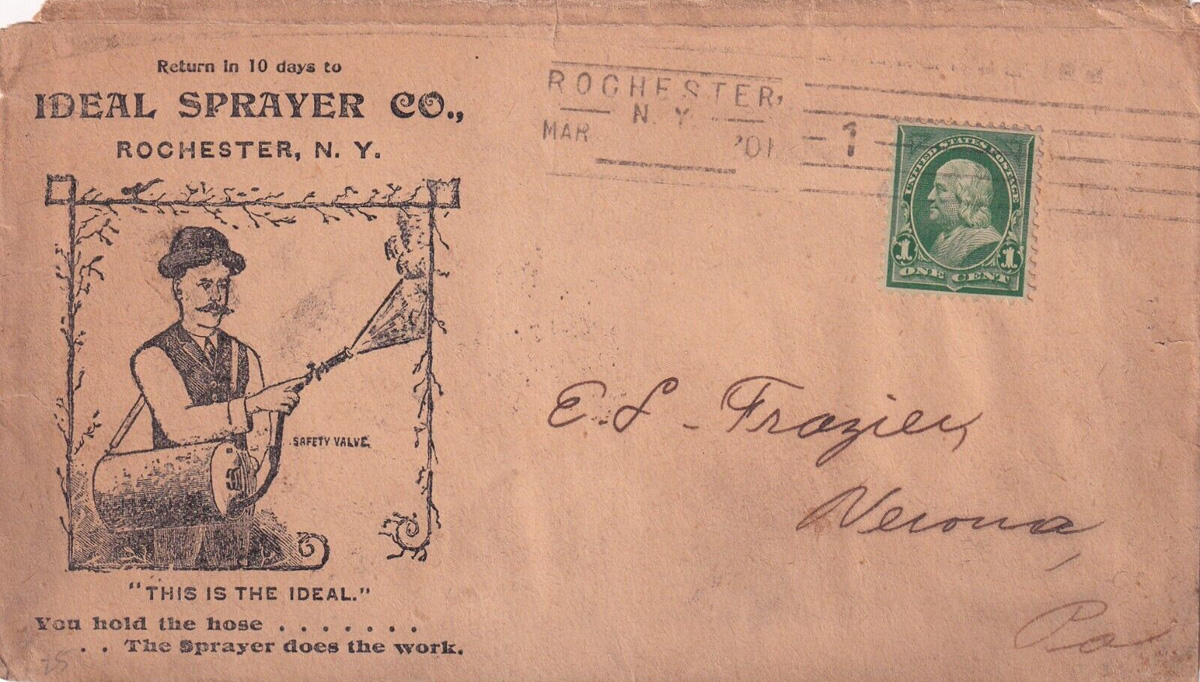 Return in 10 days to
IDEAL SPRAYER CO.,
ROCHESTER, N. Y.
SAFETY VALVE.
"THIS IS THE IDEAL."
You hold the hose . . . . . . .
. . The Sprayer does the work.
25
ROCHESTER,
N. Y.
MAR '01
1
UNITED STATES POSTAGE
1 1
ONE CENT
E. L - Frazier,
Verona,
Pa